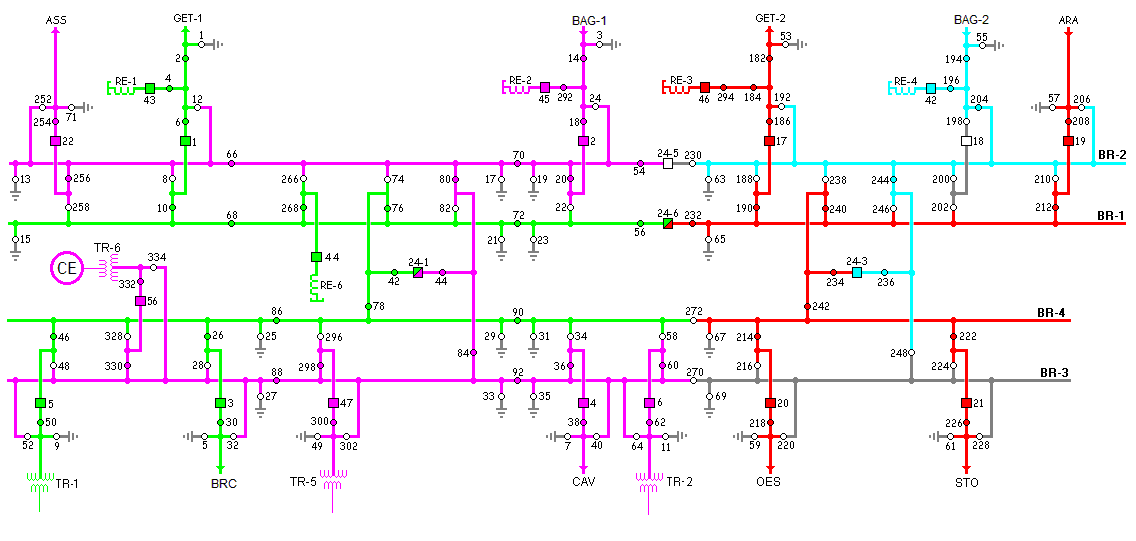 ASS GET-1 BAG-1 GET-2 BAG-2 ARA
1 3 53 55
2 14 182 194
RE-1 4 RE-2 RE-3 RE-4 196
43 45 292 46 294 184 42
252 71 12 24 192 204 57 206
254 6 18 186 198 208
22 1 2 17 18 19
66 70 24-5 230 BR-2
54
13 256 8 266 74 80 17 19 20 63 188 238 244 200 210
258 10 268 76 82 22 190 240 246 202 212
68 72 24-6 232 BR-1
56
15 21 23 65
CE TR-6 334 44 24-1 24-3
332 42 44 234 236
56 RE-6
78 242
86 90 272 BR-4
46 328 26 25 296 29 31 34 58 67 214 222
84 248
48 330 28 298 36 60 216 224
88 92 270 BR-3
27 33 35 69
5 3 47 4 6 20 21
50 30 300 38 62 218 226
52 9 5 32 49 302 7 40 64 11 59 220 61 228
TR-1 BRC TR-5 CAV TR-2 OES STO